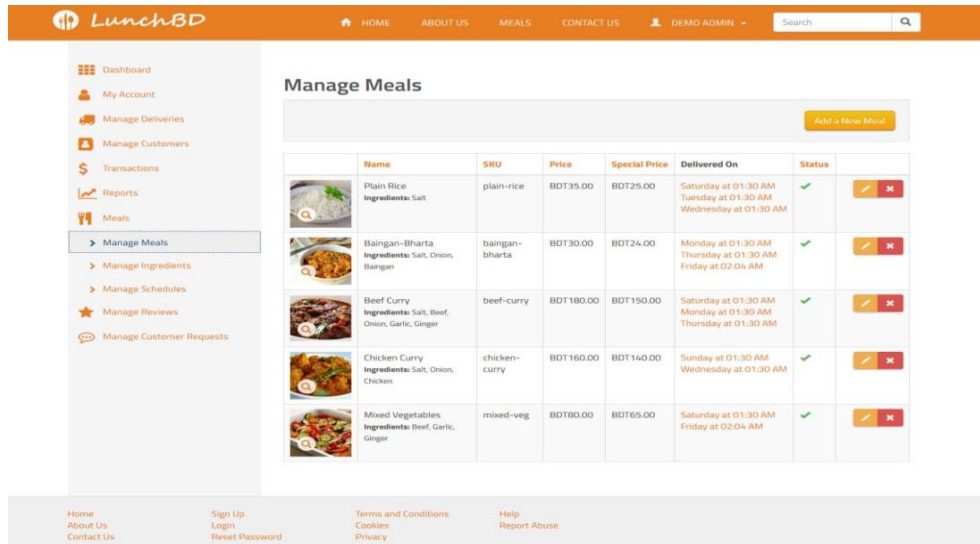 LunchBD
HOME ABOUT US MEALS CONTACT US DEMO ADMIN Search
Dashboard
My Account
Manage Deliveries
Manage Customers
Transactions
Reports
Meals
Manage Meals
Manage Ingredients
Manage Schedules
Manage Reviews
Manage Customer Requests
Manage Meals
Add a New Meal
Name SKU Price Special Price Delivered On Status
Plain Rice plain-rice BDT35.00 BDT25.00 Saturday at 01:30 AM
Ingredients: Salt Tuesday at 01:30 AM
Wednesday at 01:30 AM
Baingan-Bharta baingan- BDT30.00 BDT24.00 Monday at 01:30 AM
Ingredients: Salt, Onion, bharta Thursday at 01:30 AM
Baingan Friday at 02:04 AM
Beef Curry beef-curry BDT180.00 BDT150.00 Saturday at 01:30 AM
Ingredients: Salt, Beef, Monday at 01:30 AM
Onion, Garlic, Ginger Thursday at 01:30 AM
Chicken Curry chicken- BDT160.00 BDT140.00 Sunday at 01:30 AM
Ingredients: Salt, Onion, curry Wednesday at 01:30 AM
Chicken
Mixed Vegetables mixed-veg BDT80.00 BDT65.00 Saturday at 01:30 AM
Ingredients: Beef, Garlic, Friday at 02:04 AM
Ginger
Home Sign Up Terms and Conditions Help
About Us Login Cookies Report Abuse
Contact Us Reset Password Privacy